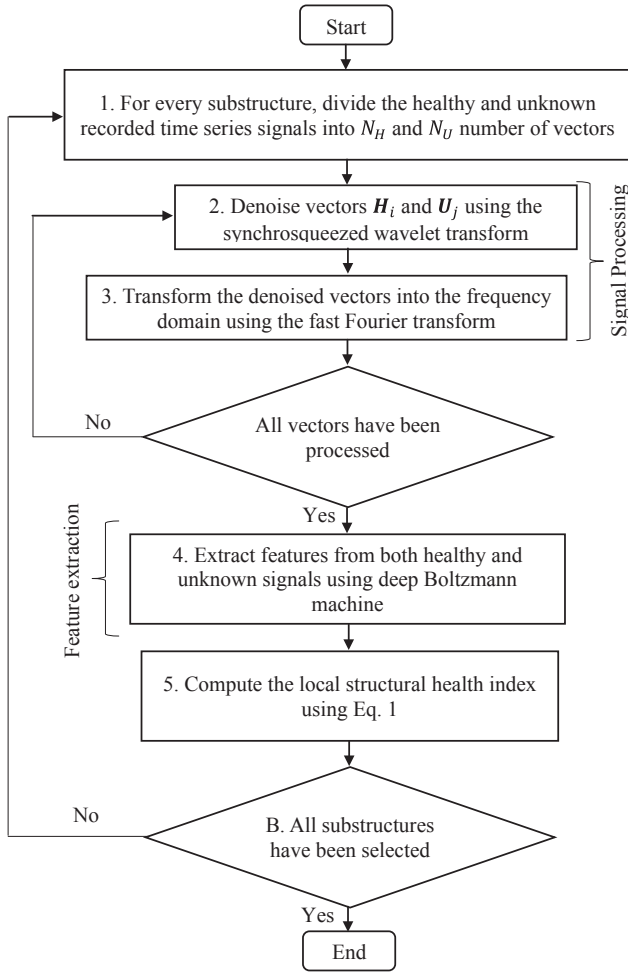 Start
1. For every substructure, divide the healthy and unknown
recorded time series signals into N_H and N_U number of vectors
2. Denoise vectors H_i and U_j using the
synchrosqueezed wavelet transform
Signal Processing
3. Transform the denoised vectors into the frequency
domain using the fast Fourier transform
No
All vectors have been
processed
Yes
Feature extraction
4. Extract features from both healthy and
unknown signals using deep Boltzmann
machine
5. Compute the local structural health index
using Eq. 1
No
B. All substructures
have been selected
Yes
End